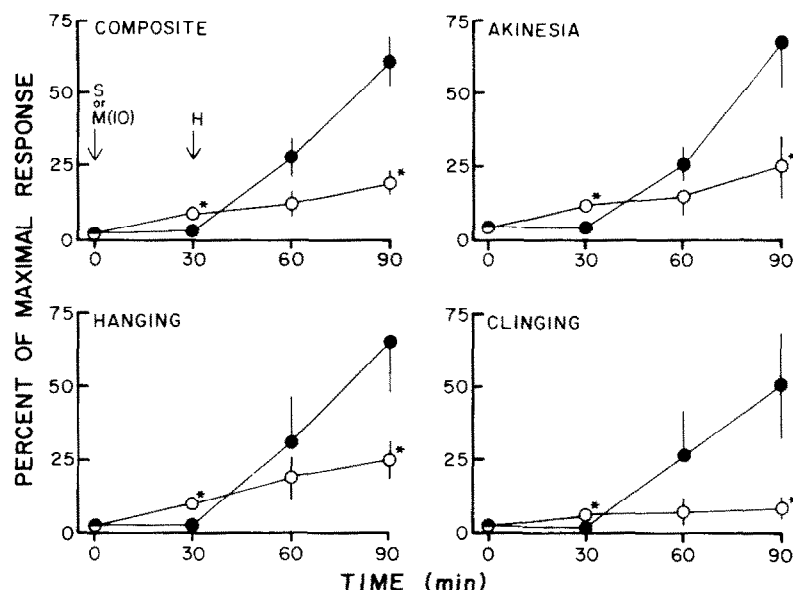 PERCENT OF MAXIMAL RESPONSE
COMPOSITE
75
50
25
0
S
or
M(10)
H
*
*
0 30 60 90
AKINESIA
75
50
25
0
*
*
0 30 60 90
HANGING
75
50
25
0
*
*
0 30 60 90
CLINGING
75
50
25
0
*
*
0 30 60 90
TIME (min)